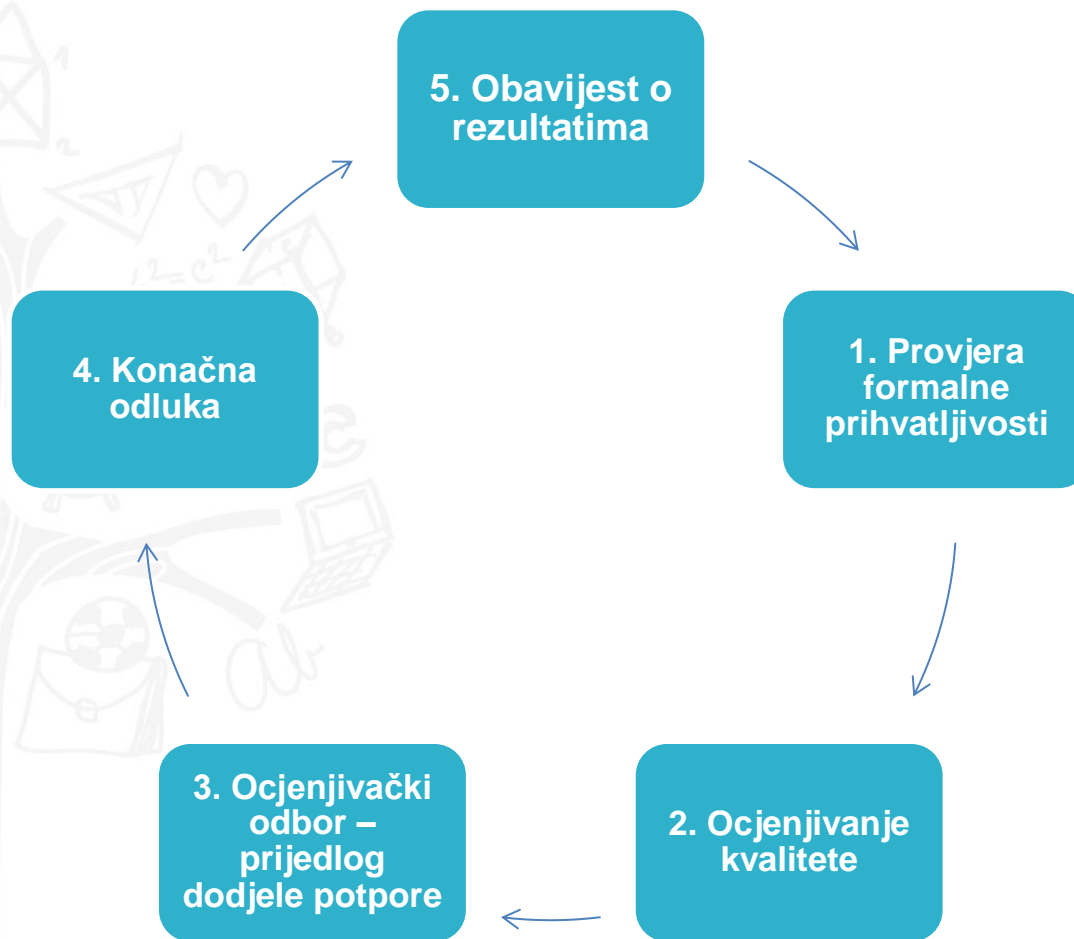 5. Obavijest o
rezultatima
1. Provjera
formalne
prihvatljivosti
2. Ocjenjivanje
kvalitete
3. Ocjenjivački
odbor –
prijedlog
dodjele potpore
4. Konačna
odluka